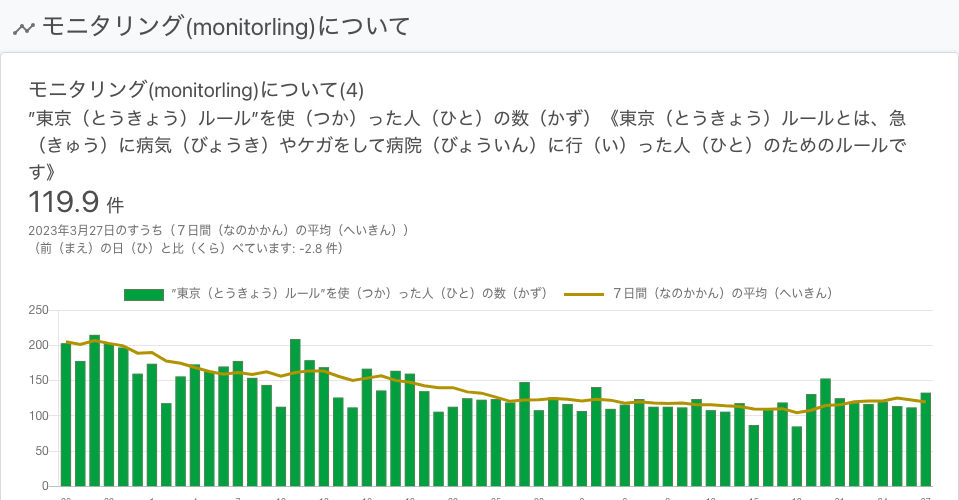 モニタリング(monitorling)について
モニタリング(monitorling)について(4)
”東京（とうきょう）ルール”を使（つか）った人（ひと）の数（かず）《東京（とうきょう）ルールとは、急
（きゅう）に病気（びょうき）やケガをして病院（びょういん）に行（い）った人（ひと）のためのルールで
す》
119.9 件
2023年3月27日のすうち（７日間（なのかかん）の平均（へいきん））
（前（まえ）の日（ひ）と比（くら）べています: -2.8 件）
”東京（とうきょう）ルール”を使（つか）った人（ひと）の数（かず） ７日間（なのかかん）の平均（へいきん）
250
200
150
100
50
0